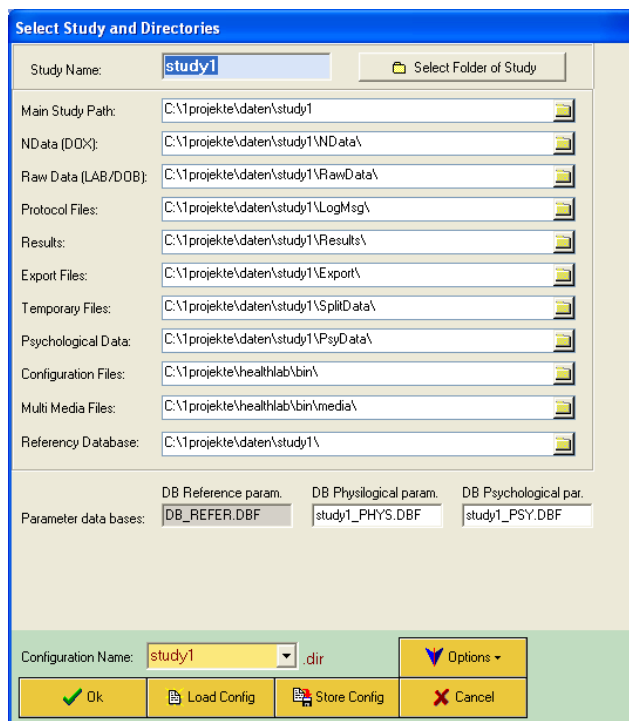 Select Study and Directories
Study Name: study1 Select Folder of Study
Main Study Path: C:\1projekte\daten\study1
NData (DOX): C:\1projekte\daten\study1\NData\
Raw Data (LAB/DOB): C:\1projekte\daten\study1\RawData\
Protocol Files: C:\1projekte\daten\study1\LogMsg\
Results: C:\1projekte\daten\study1\Results\
Export Files: C:\1projekte\daten\study1\Export\
Temporary Files: C:\1projekte\daten\study1\SplitData\
Psychological Data: C:\1projekte\daten\study1\PsyData\
Configuration Files: C:\1projekte\healthlab\bin\
Multi Media Files: C:\1projekte\healthlab\bin\media\
Referency Database: C:\1projekte\daten\study1\
DB Reference param. DB Physilogical param. DB Psychological par.
Parameter data bases: DB_REFER.DBF study1_PHYS.DBF study1_PSY.DBF
Configuration Name: study1 .dir Options
Ok Load Config Store Config Cancel